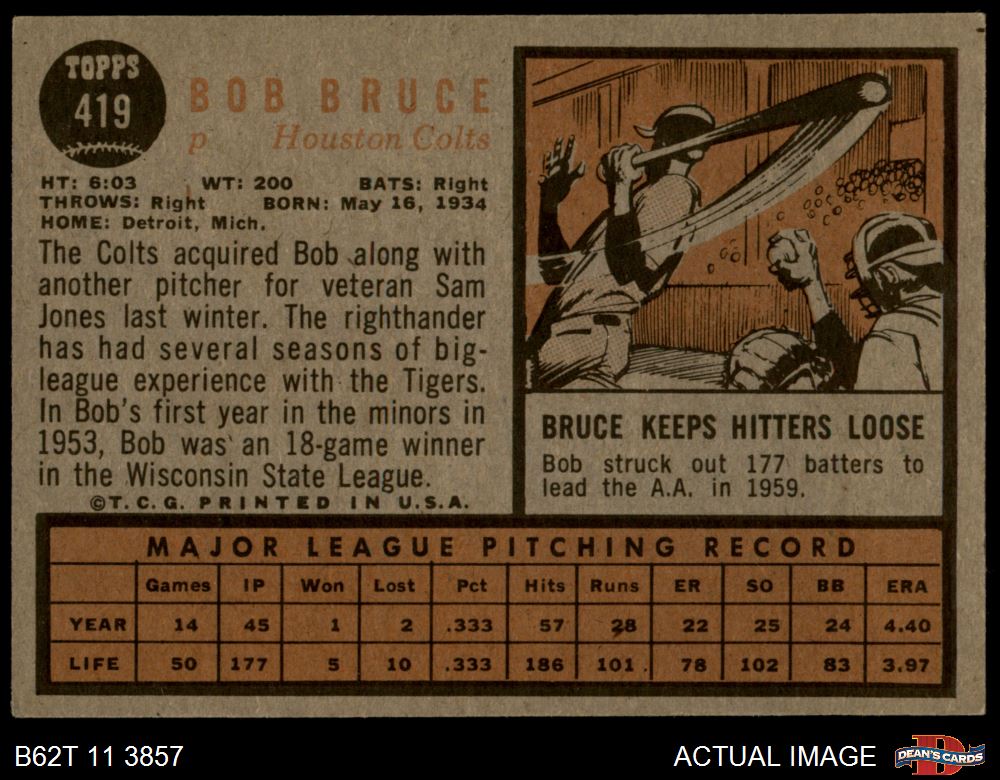 TOPPS
419
BOB BRUCE
p Houston Colts
HT: 6:03 WT: 200 BATS: Right
THROWS: Right BORN: May 16, 1934
HOME: Detroit, Mich.
The Colts acquired Bob along with
another pitcher for veteran Sam
Jones last winter. The righthander
has had several seasons of big-
league experience with the Tigers.
In Bob's first year in the minors in
1953, Bob was an 18-game winner
in the Wisconsin State League.
©T.C.G. PRINTED IN U.S.A.
BRUCE KEEPS HITTERS LOOSE
Bob struck out 177 batters to
lead the A.A. in 1959.
MAJOR LEAGUE PITCHING RECORD
Games IP Won Lost Pct Hits Runs ER SO BB ERA
YEAR 14 45 1 2 .333 57 28 22 25 24 4.40
LIFE 50 177 5 10 .333 186 101 78 102 83 3.97
B62T 11 3857
ACTUAL IMAGE
D
DEAN'S CARDS